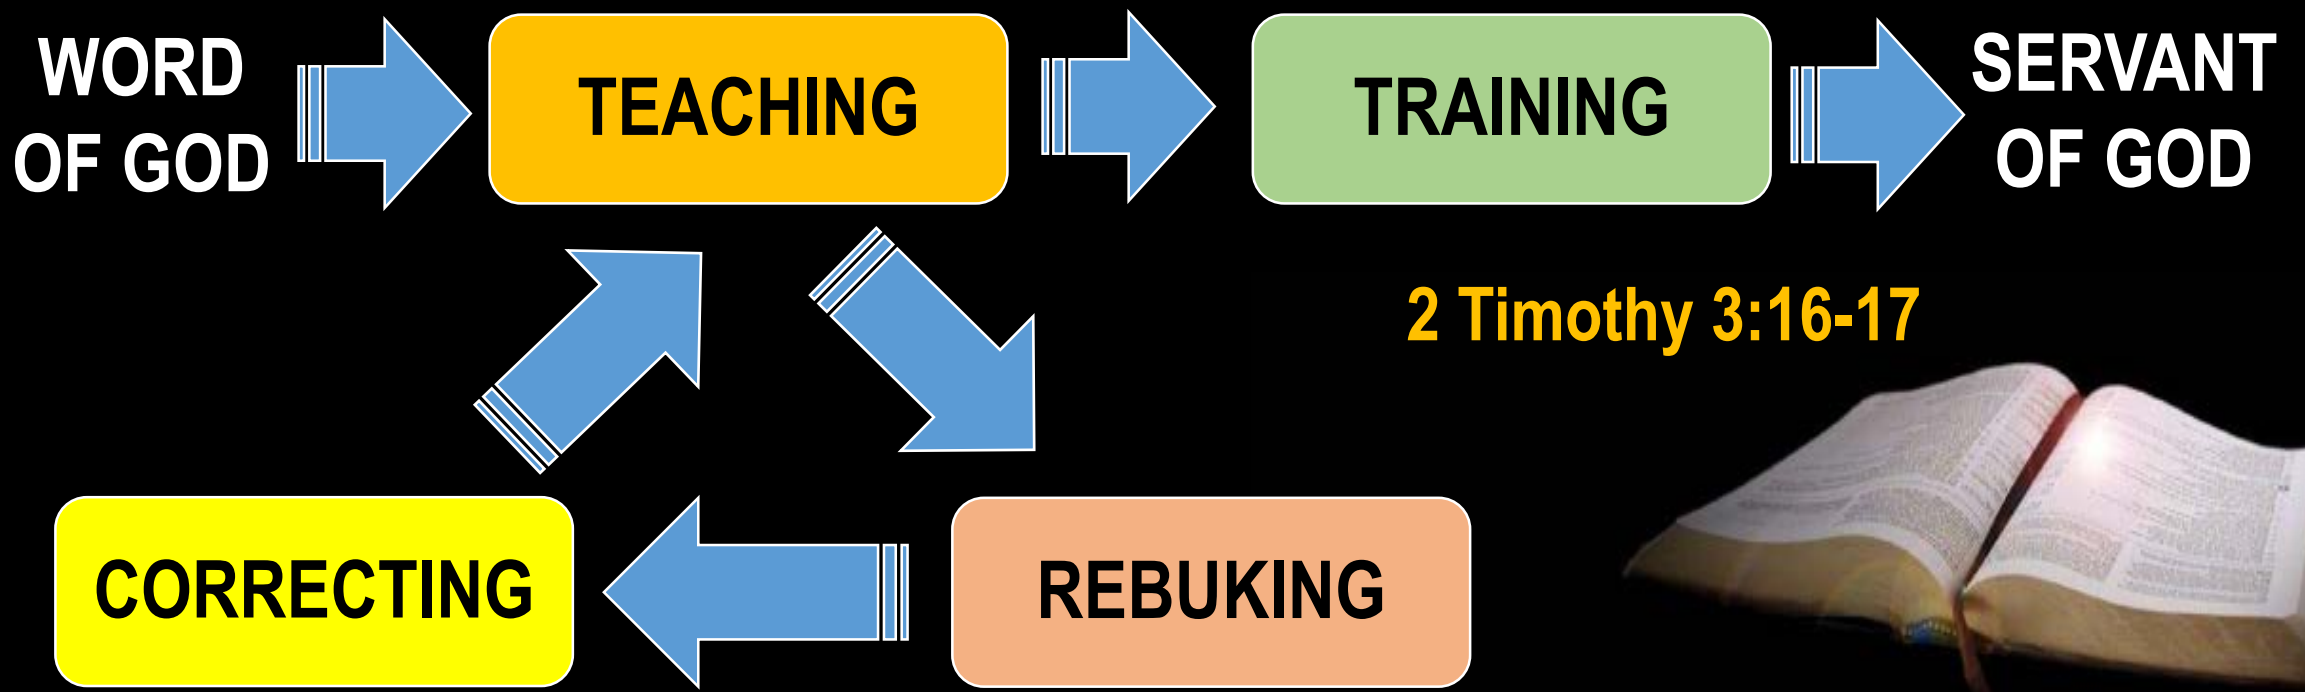 WORD
OF GOD
TEACHING
TRAINING
SERVANT
OF GOD
2 Timothy 3:16-17
CORRECTING
REBUKING